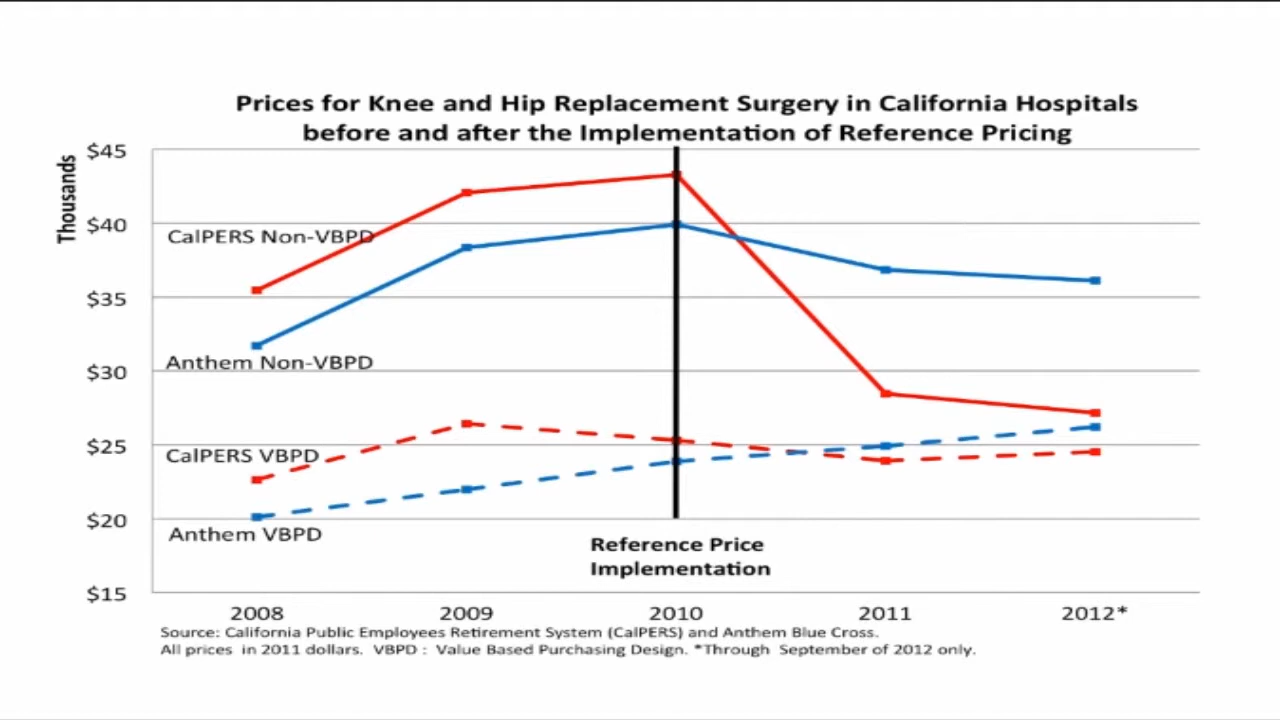 Prices for Knee and Hip Replacement Surgery in California Hospitals
before and after the Implementation of Reference Pricing
Thousands
$45
$40
$35
$30
$25
$20
$15
CalPERS Non-VBPD
Anthem Non-VBPD
CalPERS VBPD
Anthem VBPD
Reference Price
Implementation
2008 2009 2010 2011 2012*
Source: California Public Employees Retirement System (CalPERS) and Anthem Blue Cross.
All prices in 2011 dollars. VBPD : Value Based Purchasing Design. *Through September of 2012 only.